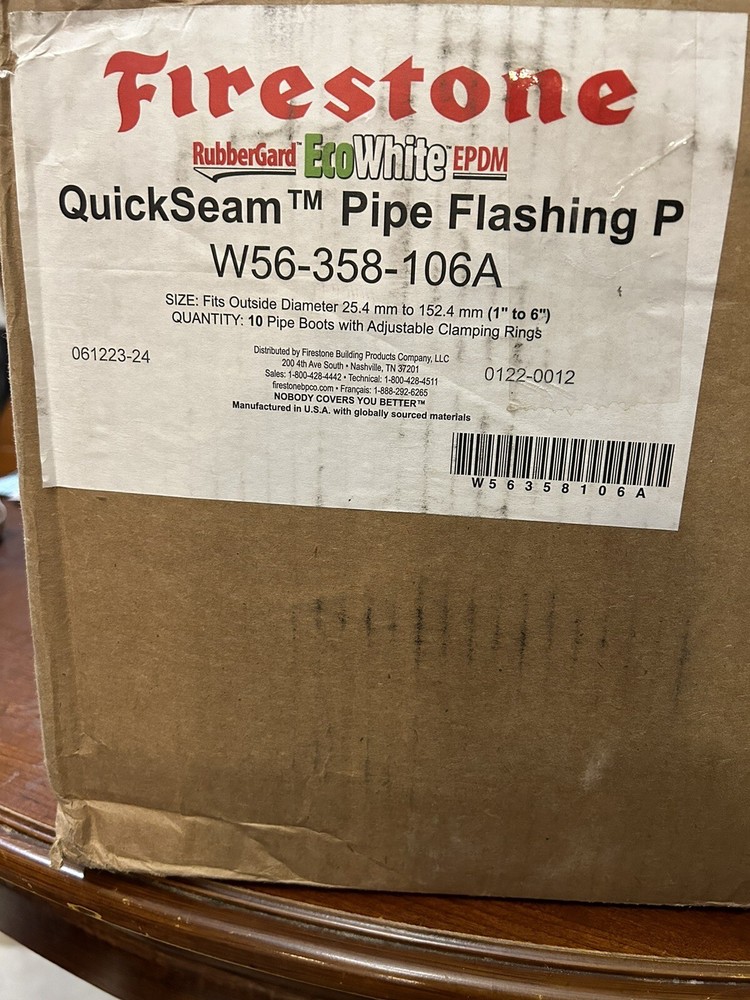 Firestone
RubberGard™ EcoWhite™ EPDM
QuickSeam™ Pipe Flashing P
W56-358-106A
SIZE: Fits Outside Diameter 25.4 mm to 152.4 mm (1" to 6")
QUANTITY: 10 Pipe Boots with Adjustable Clamping Rings
061223-24
Distributed by Firestone Building Products Company, LLC
200 4th Ave South • Nashville, TN 37201
Sales: 1-800-428-4442 • Technical: 1-800-428-4511
firestonebpco.com • Français: 1-888-292-6265
NOBODY COVERS YOU BETTER™
Manufactured in U.S.A. with globally sourced materials
0122-0012
W56358106A